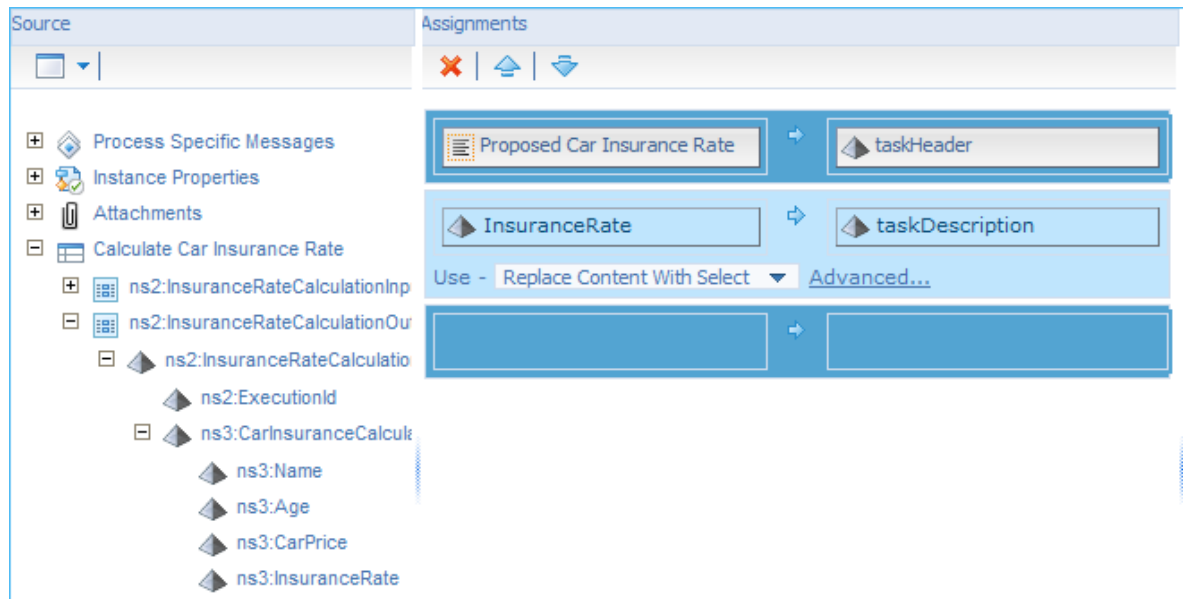 Source
Assignments
Process Specific Messages
Instance Properties
Attachments
Calculate Car Insurance Rate
ns2:InsuranceRateCalculationInp
ns2:InsuranceRateCalculationOu
ns2:InsuranceRateCalculatio
ns2:ExecutionId
ns3:CarInsuranceCalcula
ns3:Name
ns3:Age
ns3:CarPrice
ns3:InsuranceRate
Proposed Car Insurance Rate
taskHeader
InsuranceRate
taskDescription
Use - Replace Content With Select Advanced...